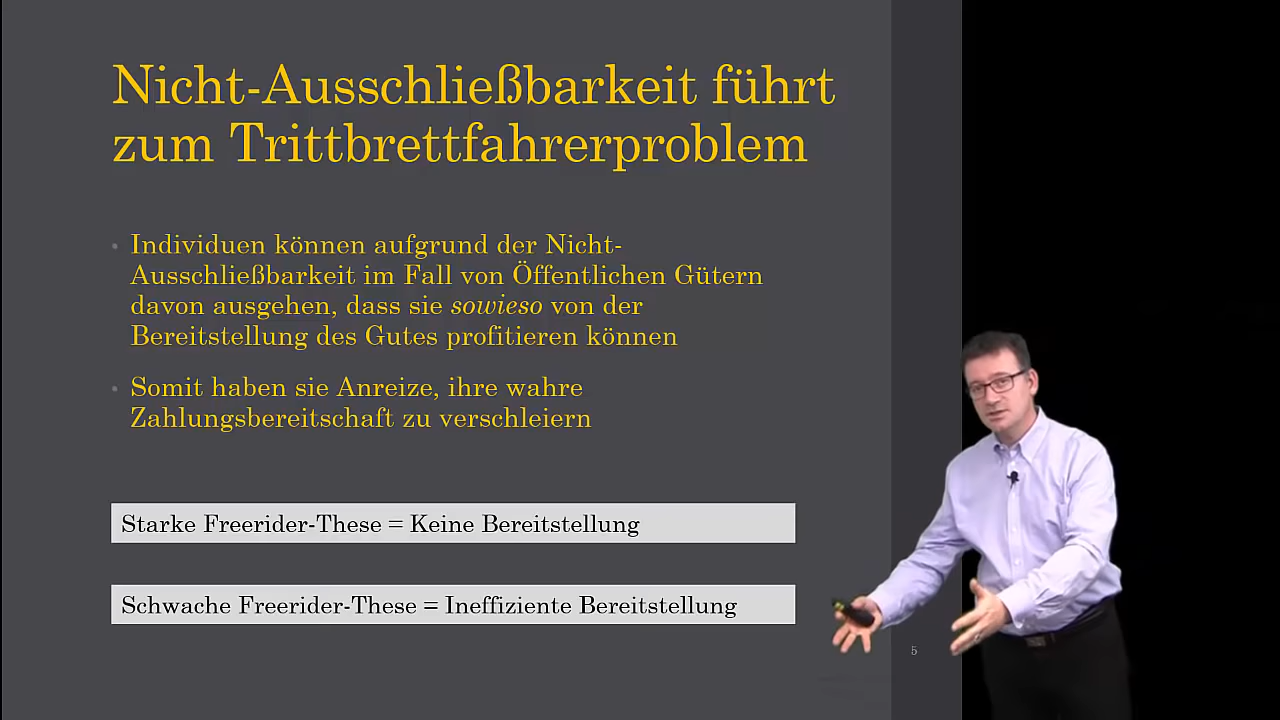 Nicht-Ausschließbarkeit führt
zum Trittbrettfahrerproblem
• Individuen können aufgrund der Nicht-
Ausschließbarkeit im Fall von Öffentlichen Gütern
davon ausgehen, dass sie sowieso von der
Bereitstellung des Gutes profitieren können
• Somit haben sie Anreize, ihre wahre
Zahlungsbereitschaft zu verschleiern
Starke Freerider-These = Keine Bereitstellung
Schwache Freerider-These = Ineffiziente Bereitstellung
5